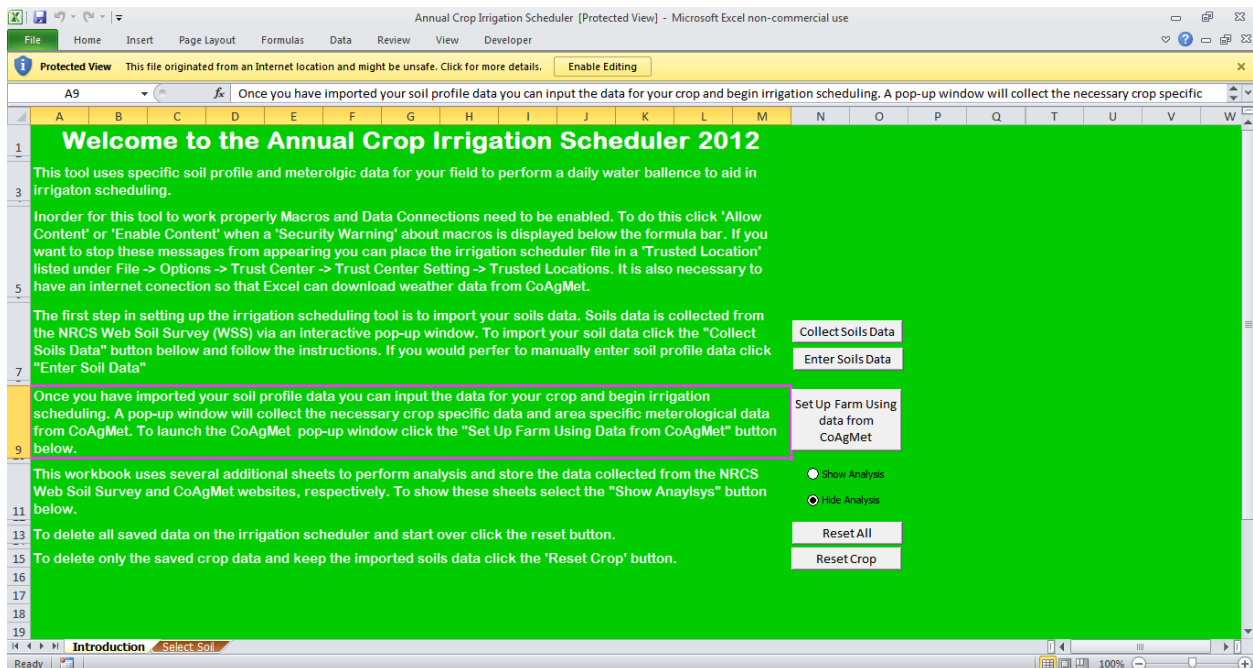 Annual Crop Irrigation Scheduler [Protected View] - Microsoft Excel non-commercial use
File Home Insert Page Layout Formulas Data Review View Developer
Protected View This file originated from an Internet location and might be unsafe. Click for more details. Enable Editing
A9 fx Once you have imported your soil profile data you can input the data for your crop and begin irrigation scheduling. A pop-up window will collect the necessary crop specific
A B C D E F G H I J K L M N O P Q T U V W
1 Welcome to the Annual Crop Irrigation Scheduler 2012
This tool uses specific soil profile and meterolgic data for your field to perform a daily water ballence to aid in
3 irrigaton scheduling.
Inorder for this tool to work properly Macros and Data Connections need to be enabled. To do this click 'Allow
Content' or 'Enable Content' when a 'Security Warning' about macros is displayed below the formula bar. If you
want to stop these messages from appearing you can place the irrigation scheduler file in a 'Trusted Location'
listed under File -> Options -> Trust Center -> Trust Center Setting -> Trusted Locations. It is also necessary to
5 have an internet conection so that Excel can download weather data from CoAgMet.
The first step in setting up the irrigation scheduling tool is to import your soils data. Soils data is collected from
the NRCS Web Soil Survey (WSS) via an interactive pop-up window. To import your soil data click the "Collect
Soils Data" button bellow and follow the instructions. If you would perfer to manually enter soil profile data click
7 "Enter Soil Data"
Collect Soils Data
Enter Soils Data
Once you have imported your soil profile data you can input the data for your crop and begin irrigation
scheduling. A pop-up window will collect the necessary crop specific data and area specific meterological data
from CoAgMet. To launch the CoAgMet pop-up window click the "Set Up Farm Using Data from CoAgMet" button
9 below.
Set Up Farm Using
data from
CoAgMet
This workbook uses several additional sheets to perform analysis and store the data collected from the NRCS
Web Soil Survey and CoAgMet websites, respectively. To show these sheets select the "Show Anaylsys" button
11 below.
Show Analysis
Hide Analysis
13 To delete all saved data on the irrigation scheduler and start over click the reset button.
Reset All
15 To delete only the saved crop data and keep the imported soils data click the 'Reset Crop' button.
Reset Crop
16
17
18
19
Introduction Select Soil
Ready 100%